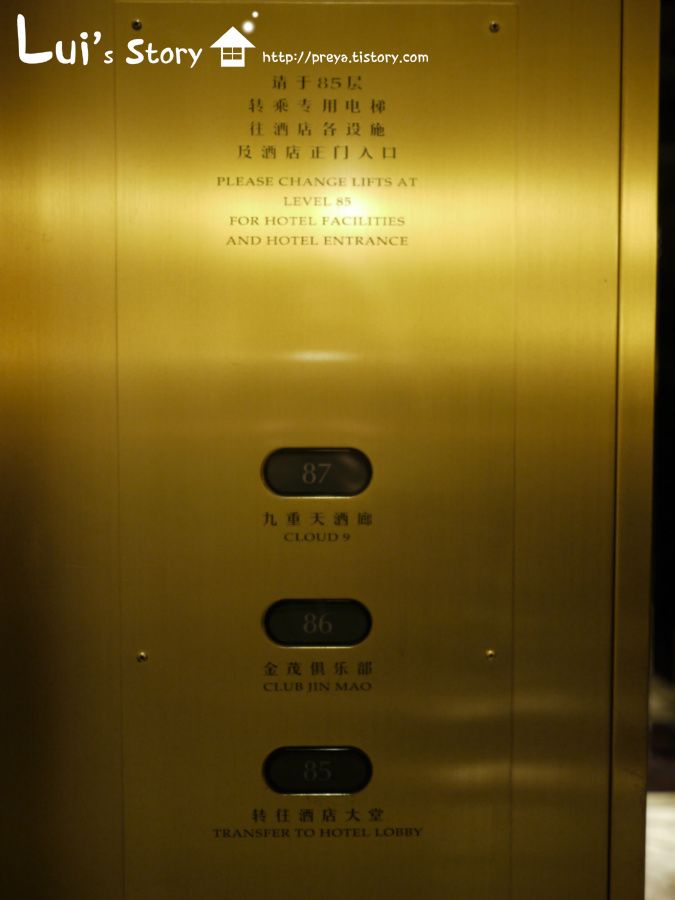 Lui's Story http://preya.tistory.com
请于85层
转乘专用电梯
往酒店各设施
及酒店正门入口
PLEASE CHANGE LIFTS AT
LEVEL 85
FOR HOTEL FACILITIES
AND HOTEL ENTRANCE
87
九重天酒廊
CLOUD 9
86
金茂俱乐部
CLUB JIN MAO
85
转往酒店大堂
TRANSFER TO HOTEL LOBBY